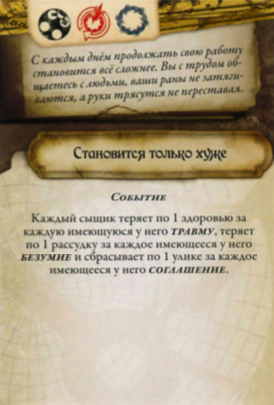 С каждым днём продолжать свою работу
становится всё сложнее. Вы с трудом об-
щаетесь с людьми, ваши раны не затяги-
ваются, а руки трясутся не переставая.
Становится только хуже
Событие
Каждый сыщик теряет по 1 здоровью за
каждую имеющуюся у него ТРАВМУ, теряет
по 1 рассудку за каждое имеющееся у него
БЕЗУМИЕ и сбрасывает по 1 улике за каждое
имеющееся у него СОГЛАШЕНИЕ.